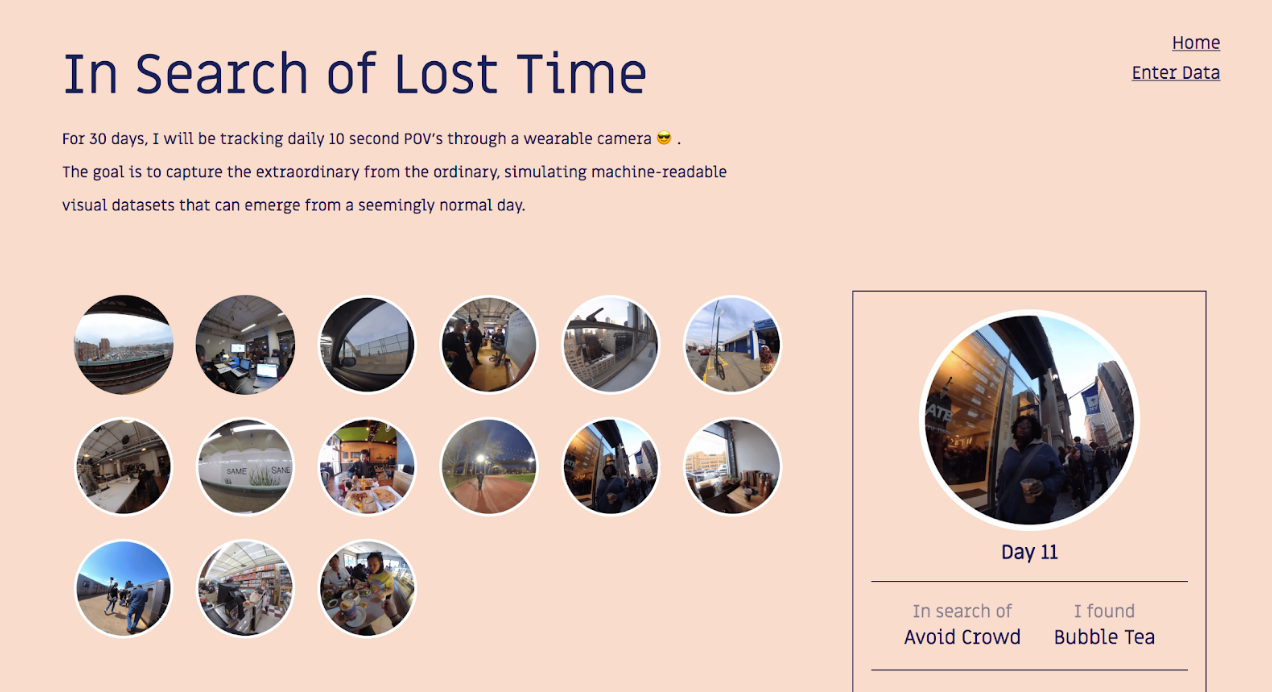 Home
In Search of Lost Time
Enter Data
For 30 days, I will be tracking daily 10 second POV's through a wearable camera 😎 .
The goal is to capture the extraordinary from the ordinary, simulating machine-readable
visual datasets that can emerge from a seemingly normal day.
ATE
SAME SANE
Day 11
In search of I found
Avoid Crowd Bubble Tea